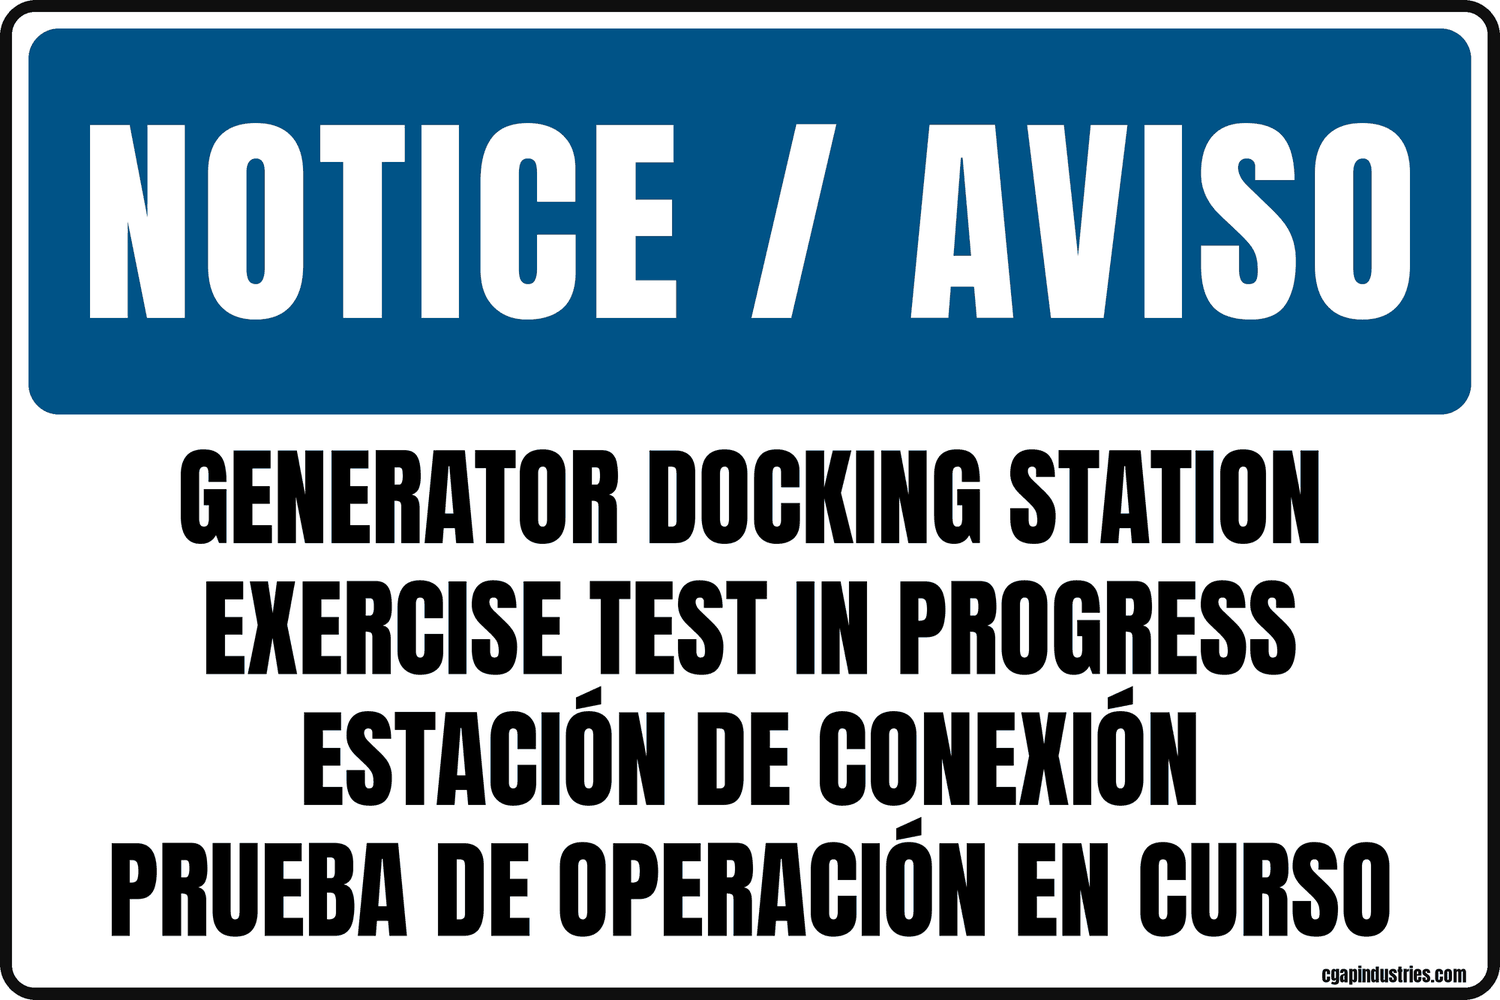 NOTICE / AVISO
GENERATOR DOCKING STATION
EXERCISE TEST IN PROGRESS
ESTACIÓN DE CONEXIÓN
PRUEBA DE OPERACIÓN EN CURSO
cgapindustries.com